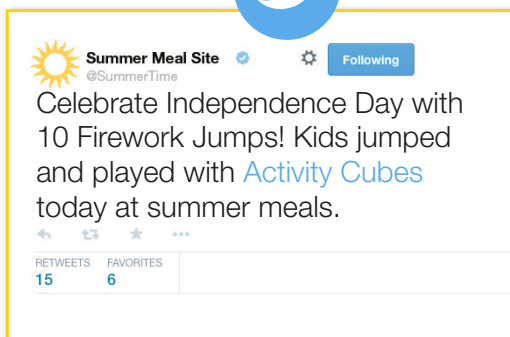 Summer Meal Site
Following
@SummerTime
Celebrate Independence Day with
10 Firework Jumps! Kids jumped
and played with Activity Cubes
today at summer meals.
RETWEETS FAVORITES
15 6